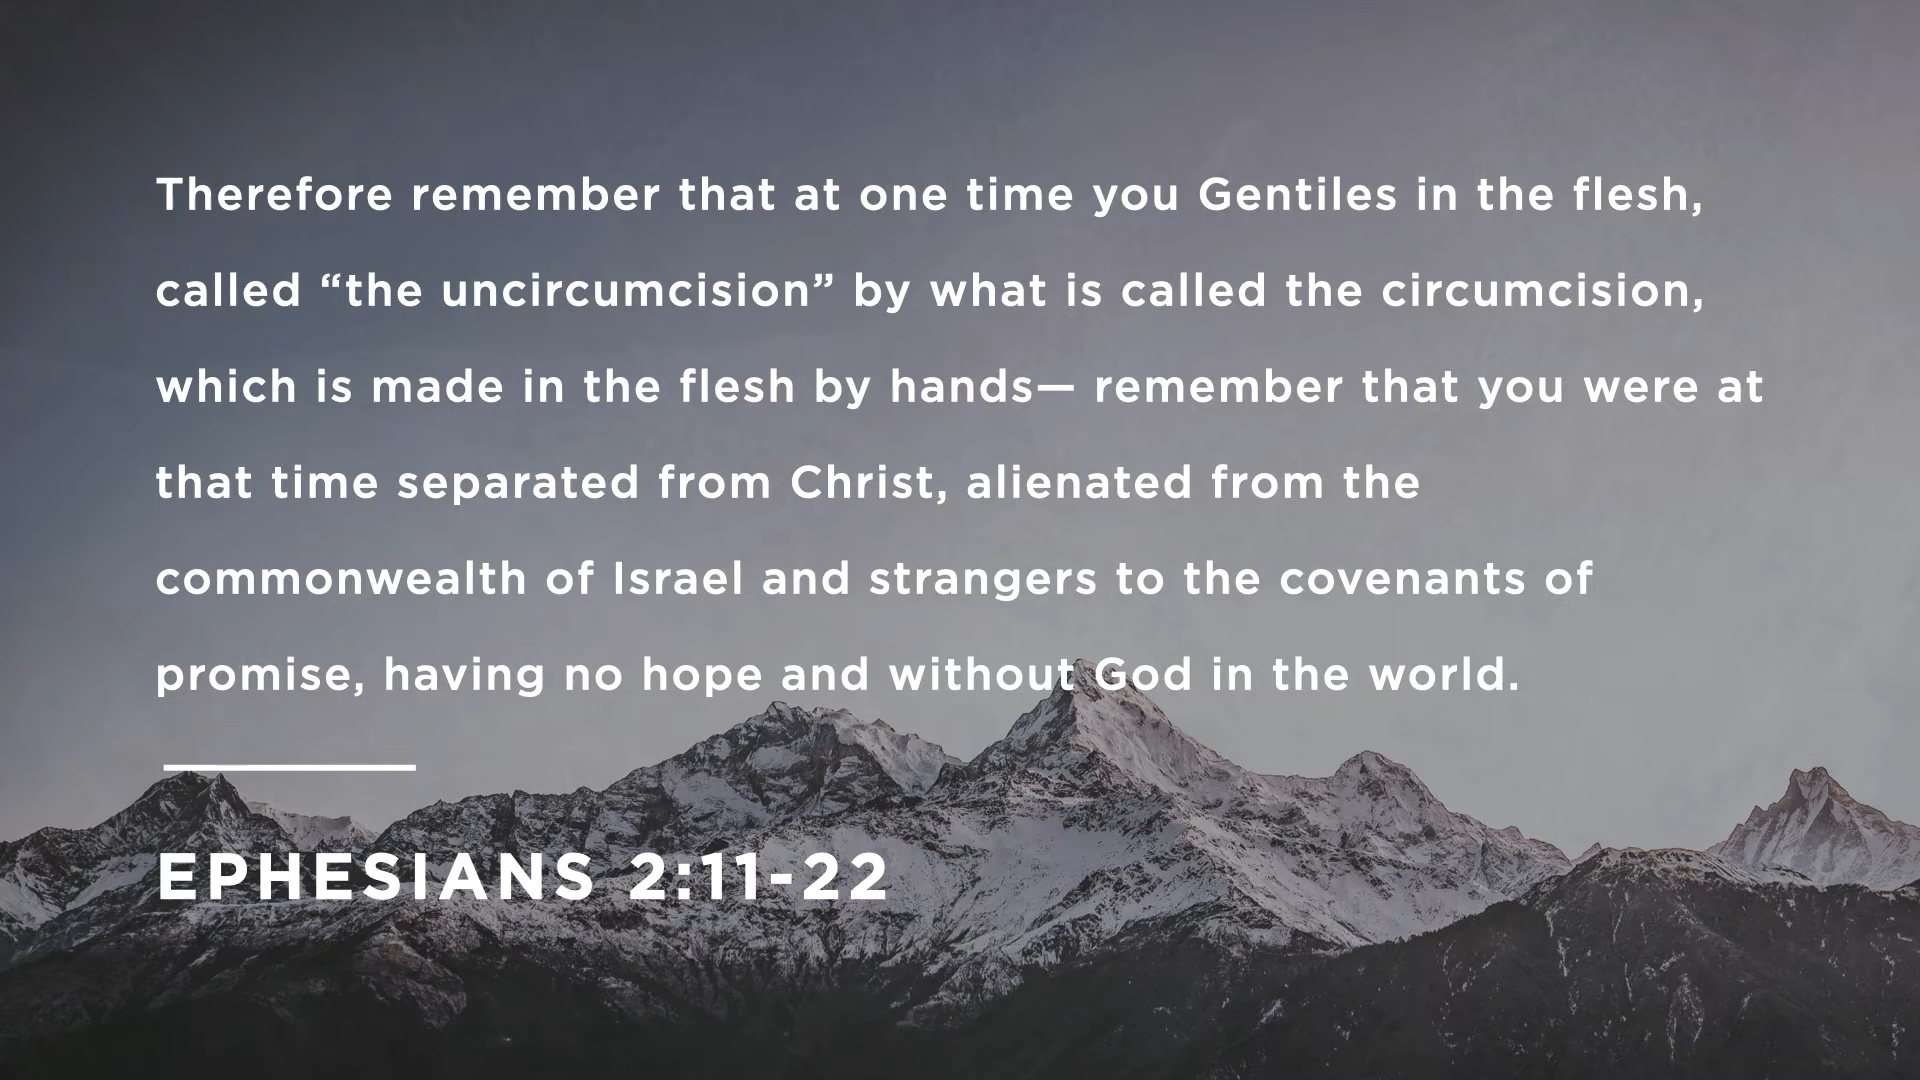 Therefore remember that at one time you Gentiles in the flesh,
called “the uncircumcision” by what is called the circumcision,
which is made in the flesh by hands— remember that you were at
that time separated from Christ, alienated from the
commonwealth of Israel and strangers to the covenants of
promise, having no hope and without God in the world.
EPHESIANS 2:11-22